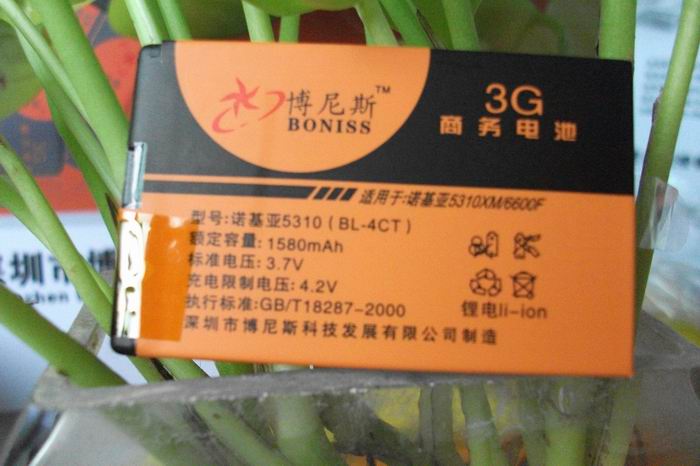 博尼斯™
BONISS
3G
商务电池
适用于:诺基亚5310XM/6600F
型号:诺基亚5310(BL-4CT)
额定容量:1580mAh
标准电压:3.7V
充电限制电压:4.2V
执行标准:GB/T18287-2000
锂电li-ion
深圳市博尼斯科技发展有限公司制造
深圳市博